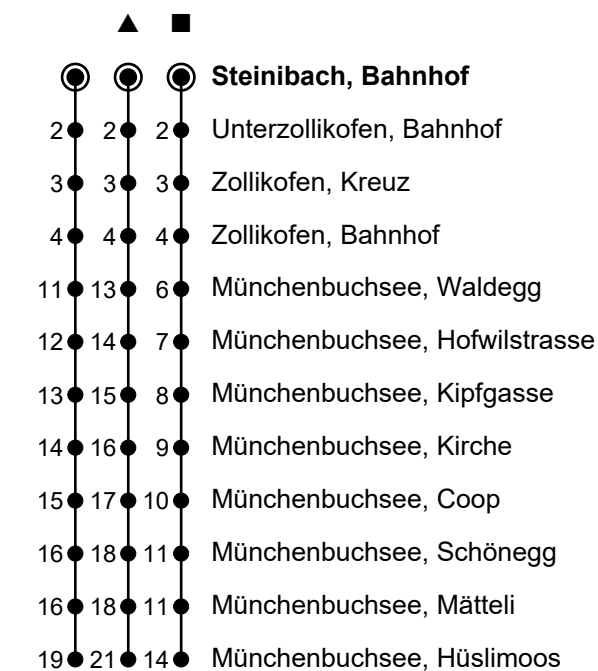 ▲ ■
Steinibach, Bahnhof
2 2 2 Unterzollikofen, Bahnhof
3 3 3 Zollikofen, Kreuz
4 4 4 Zollikofen, Bahnhof
11 13 6 Münchenbuchsee, Waldegg
12 14 7 Münchenbuchsee, Hofwilstrasse
13 15 8 Münchenbuchsee, Kipfgasse
14 16 9 Münchenbuchsee, Kirche
15 17 10 Münchenbuchsee, Coop
16 18 11 Münchenbuchsee, Schönegg
16 18 11 Münchenbuchsee, Mätteli
19 21 14 Münchenbuchsee, Hüslimoos